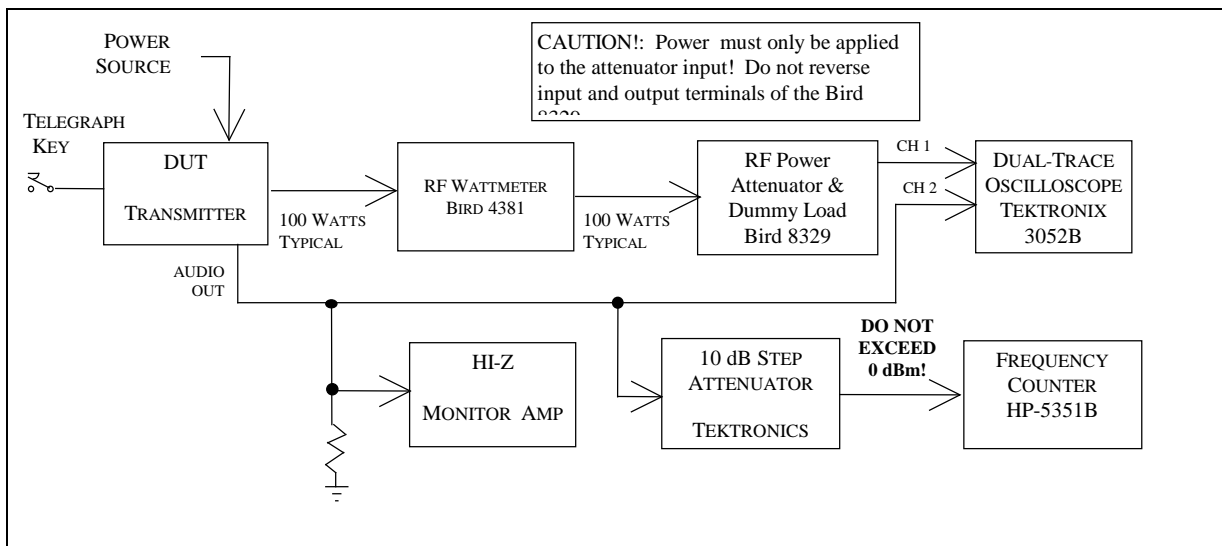 POWER
SOURCE
CAUTION!: Power must only be applied
to the attenuator input! Do not reverse
input and output terminals of the Bird
8329
TELEGRAPH
KEY
DUT
TRANSMITTER
100 WATTS
TYPICAL
RF WATTMETER
BIRD 4381
100 WATTS
TYPICAL
RF Power
Attenuator &
Dummy Load
Bird 8329
CH 1
CH 2
DUAL-TRACE
OSCILLOSCOPE
TEKTRONIX
3052B
AUDIO
OUT
HI-Z
MONITOR AMP
10 dB STEP
ATTENUATOR
TEKTRONICS
DO NOT
EXCEED
0 dBm!
FREQUENCY
COUNTER
HP-5351B